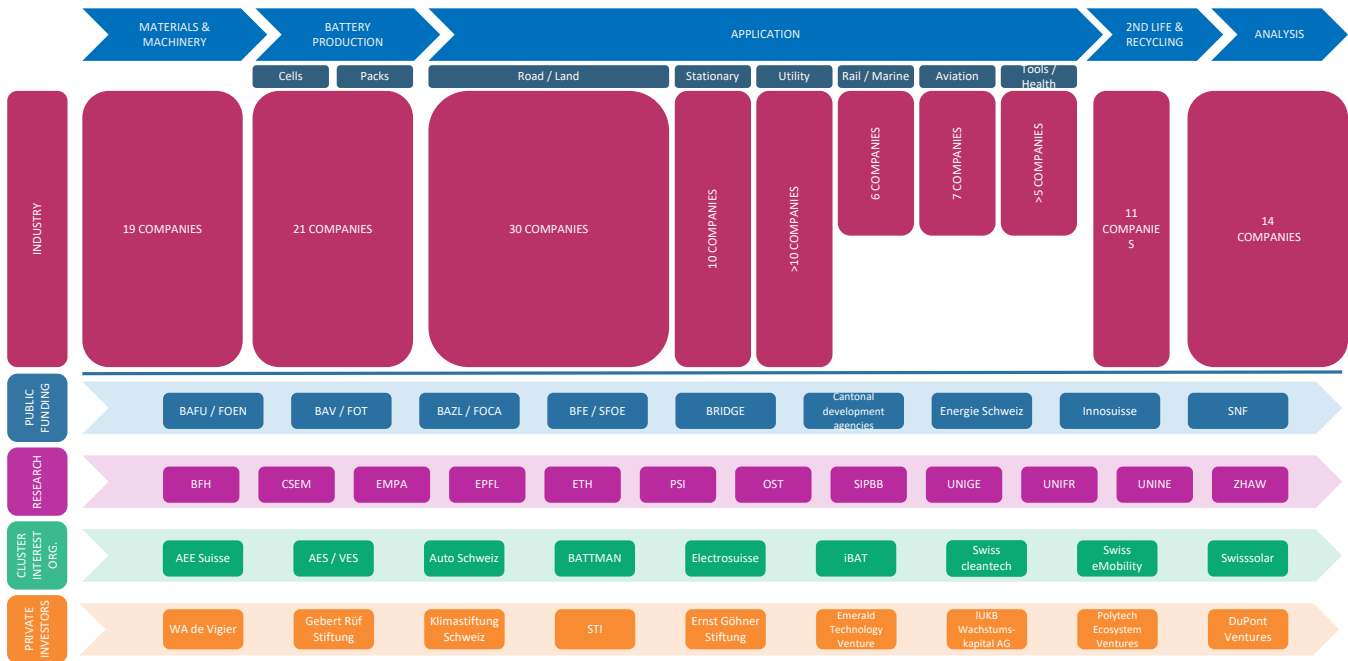 MATERIALS &
MACHINERY
BATTERY
PRODUCTION
APPLICATION
2ND LIFE &
RECYCLING
ANALYSIS
Cells
Packs
Road / Land
Stationary
Utility
Rail / Marine
Aviation
Tools /
Health
INDUSTRY
19 COMPANIES
21 COMPANIES
30 COMPANIES
10 COMPANIES
>10 COMPANIES
6 COMPANIES
7 COMPANIES
>5 COMPANIES
11
COMPANIE
S
14
COMPANIES
PUBLIC
FUNDING
BAFU / FOEN
BAV / FOT
BAZL / FOCA
BFE / SFOE
BRIDGE
Cantonal
development
agencies
Energie Schweiz
Innosuisse
SNF
RESEARCH
BFH
CSEM
EMPA
EPFL
ETH
PSI
OST
SIPBB
UNIGE
UNIFR
UNINE
ZHAW
CLUSTER
INTEREST
ORG.
AEE Suisse
AES / VES
Auto Schweiz
BATTMAN
Electrosuisse
iBAT
Swiss
cleantech
Swiss
eMobility
Swisssolar
PRIVATE
INVESTORS
WA de Vigier
Gebert Rüf
Stiftung
Klimastiftung
Schweiz
STI
Ernst Göhner
Stiftung
Emerald
Technology
Venture
IUKB
Wachstums-
kapital AG
Polytech
Ecosystem
Ventures
DuPont
Ventures